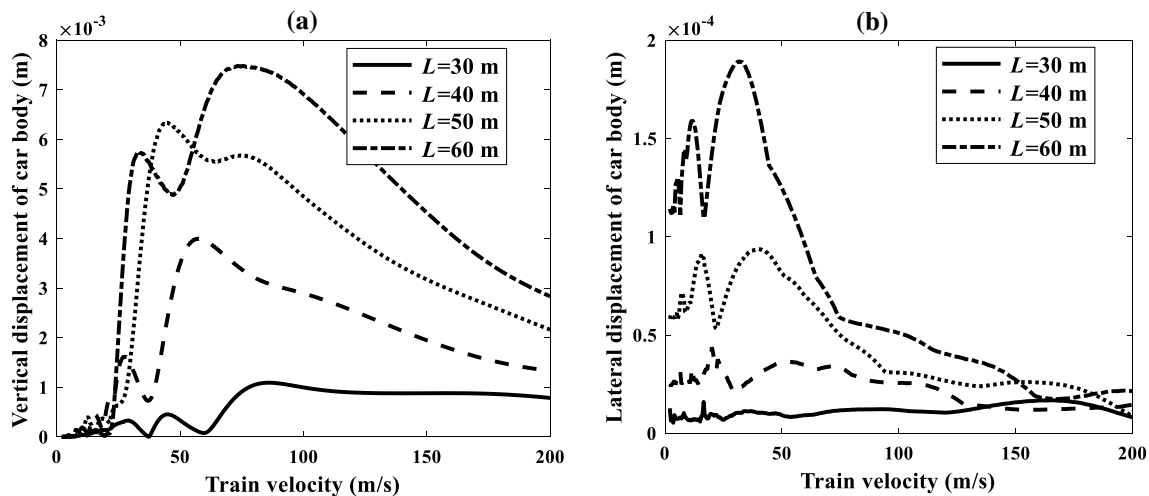 (a)
×10⁻³
8
7
6
5
4
3
2
1
0
0
50
100
150
200
Vertical displacement of car body (m)
Train velocity (m/s)
L=30 m
L=40 m
L=50 m
L=60 m
(b)
×10⁻⁴
2
1.5
1
0.5
0
0
50
100
150
200
Lateral displacement of car body (m)
Train velocity (m/s)
L=30 m
L=40 m
L=50 m
L=60 m